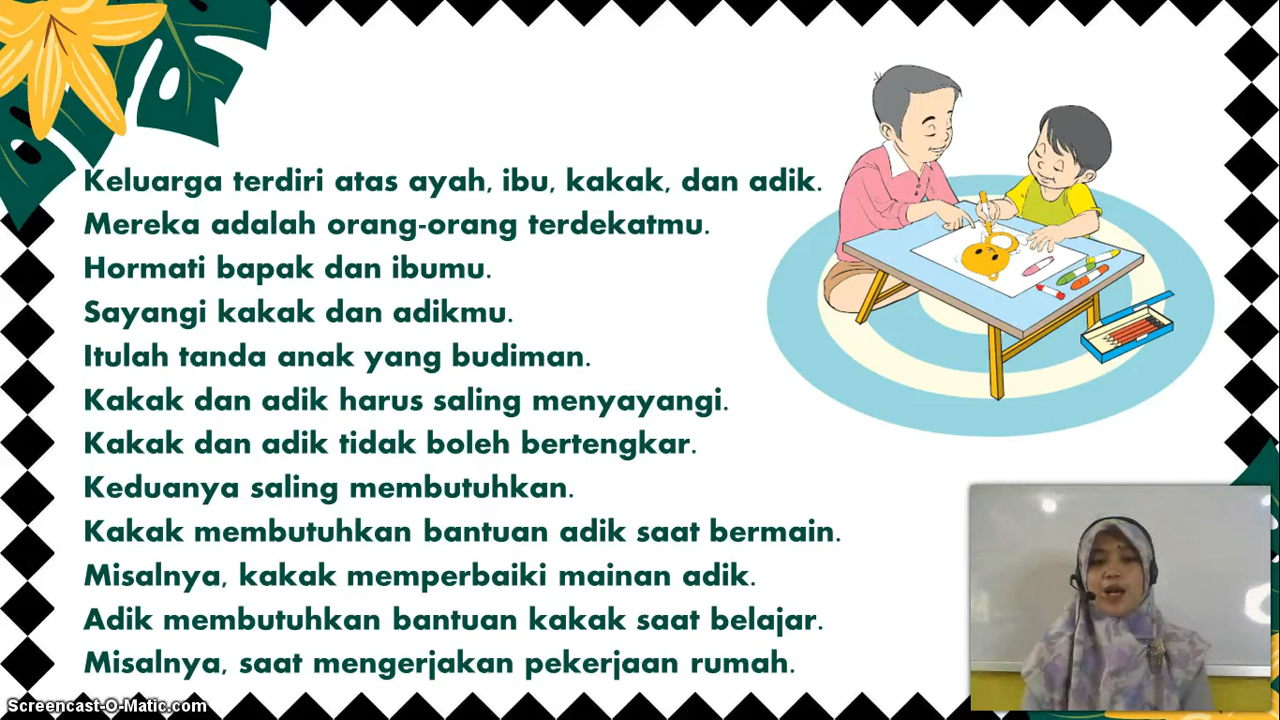 Keluarga terdiri atas ayah, ibu, kakak, dan adik.
Mereka adalah orang-orang terdekatmu.
Hormati bapak dan ibumu.
Sayangi kakak dan adikmu.
Itulah tanda anak yang budiman.
Kakak dan adik harus saling menyayangi.
Kakak dan adik tidak boleh bertengkar.
Keduanya saling membutuhkan.
Kakak membutuhkan bantuan adik saat bermain.
Misalnya, kakak memperbaiki mainan adik.
Adik membutuhkan bantuan kakak saat belajar.
Misalnya, saat mengerjakan pekerjaan rumah.
Screencast-O-Matic.com